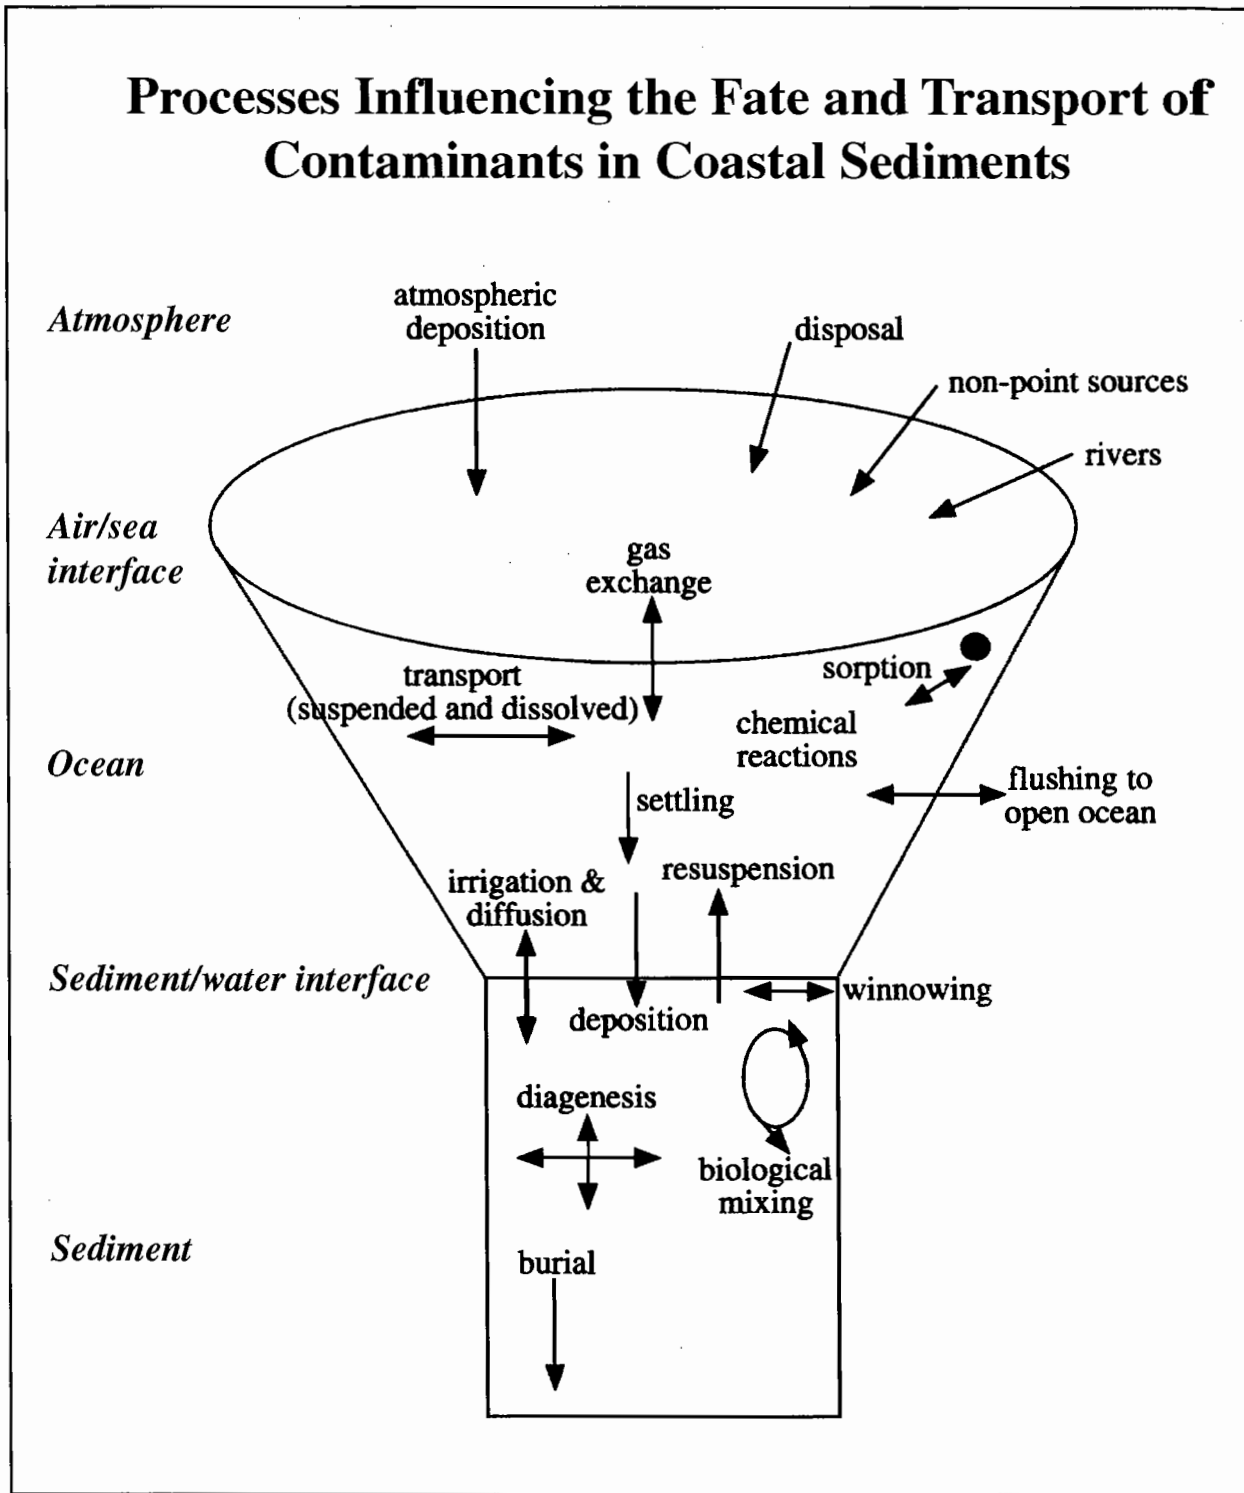 Processes Influencing the Fate and Transport of
Contaminants in Coastal Sediments
Atmosphere
atmospheric
deposition
disposal
non-point sources
rivers
Air/sea
interface
gas
exchange
transport
(suspended and dissolved)
sorption
chemical
reactions
Ocean
flushing to
open ocean
settling
irrigation &
diffusion
resuspension
Sediment/water interface
winnowing
deposition
diagenesis
biological
mixing
Sediment
burial